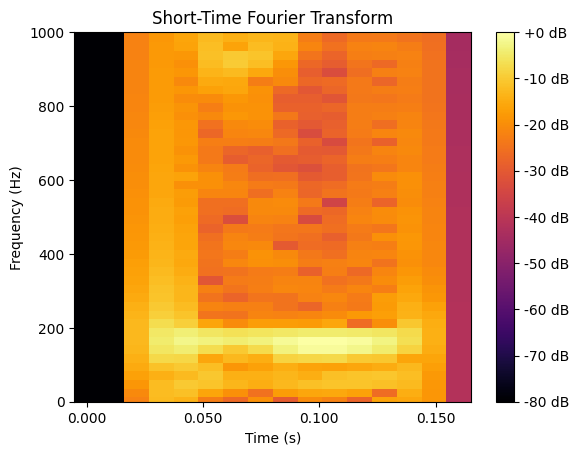 Short-Time Fourier Transform
1000
800
600
400
200
0
Frequency (Hz)
0.000
0.050
0.100
0.150
Time (s)
+0 dB
-10 dB
-20 dB
-30 dB
-40 dB
-50 dB
-60 dB
-70 dB
-80 dB